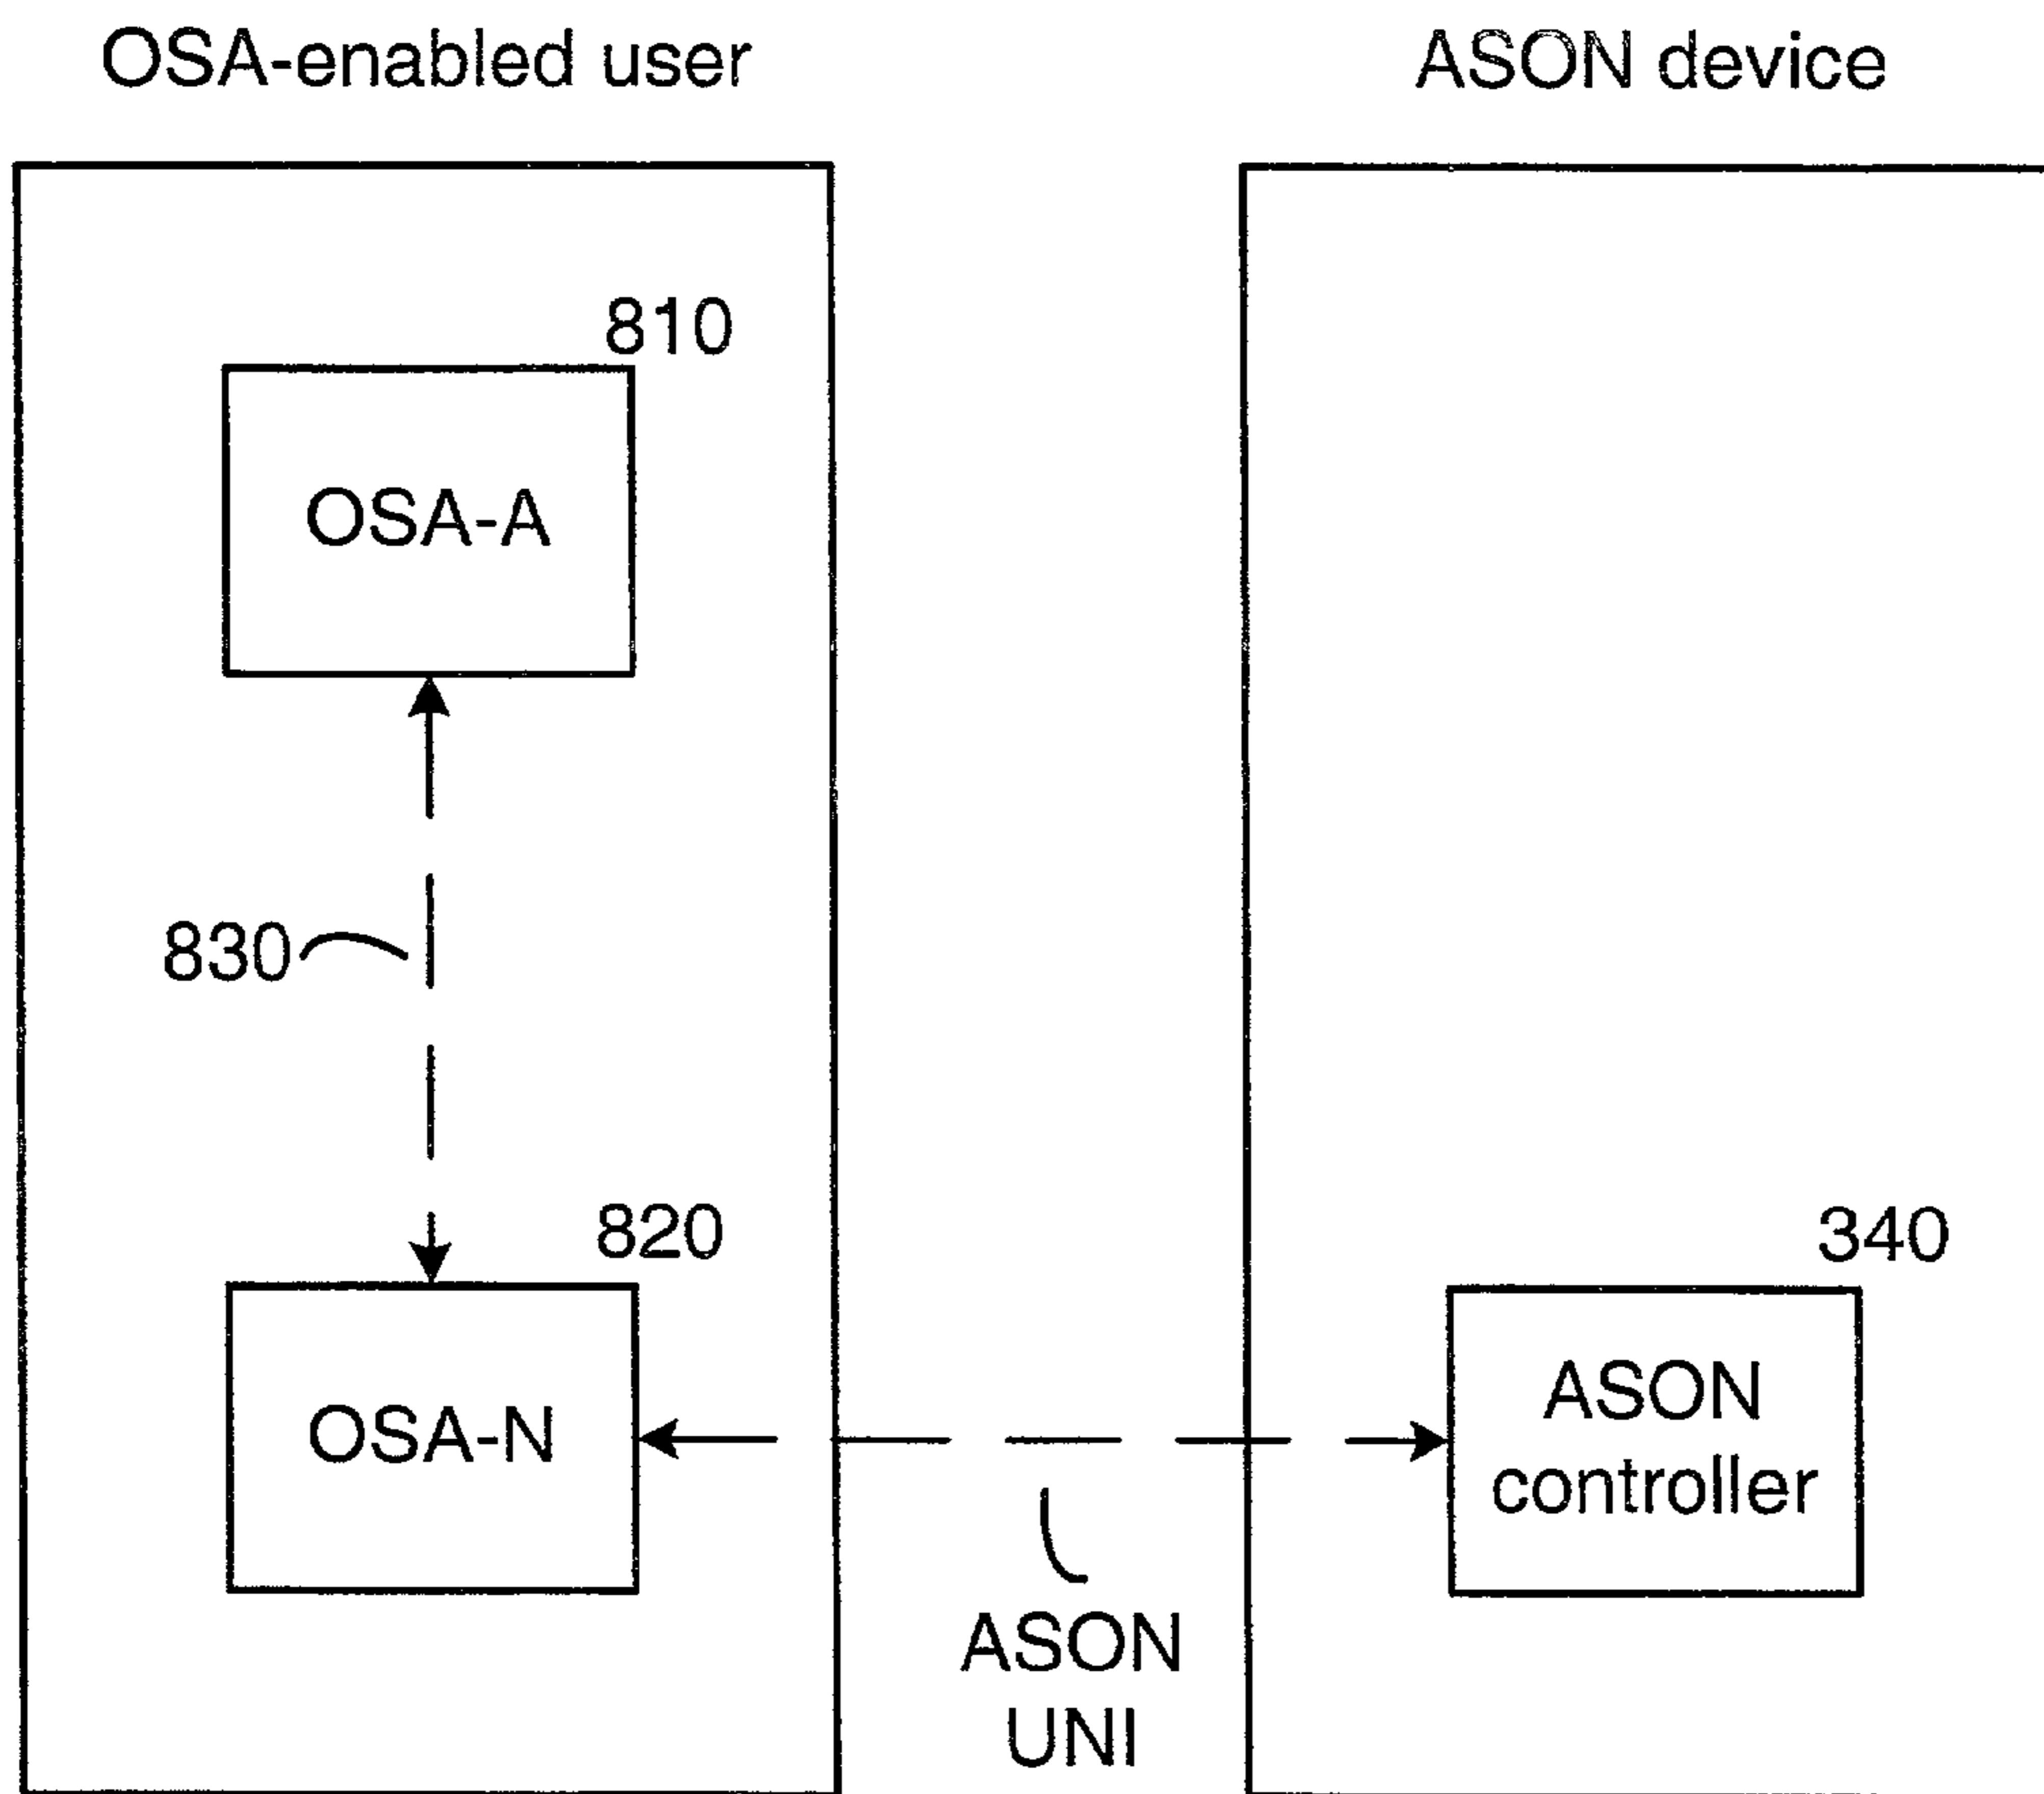 OSA-enabled user
ASON device
810
OSA-A
830
820
340
OSA-N
ASON
controller
ASON
UNI